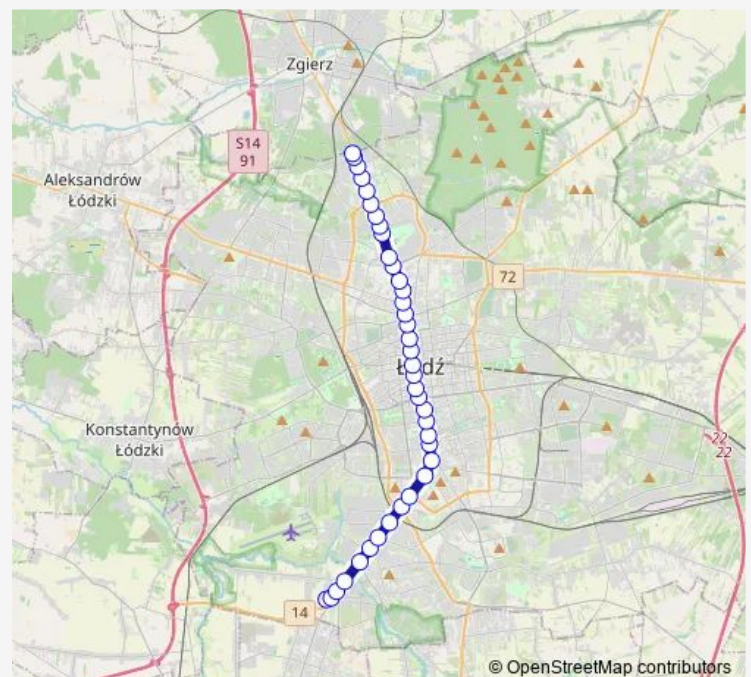 Zgierz
S14
91
Aleksandrów
Łódzki
72
Łódź
Konstantynów
Łódzki
22
22
14
© OpenStreetMap contributors